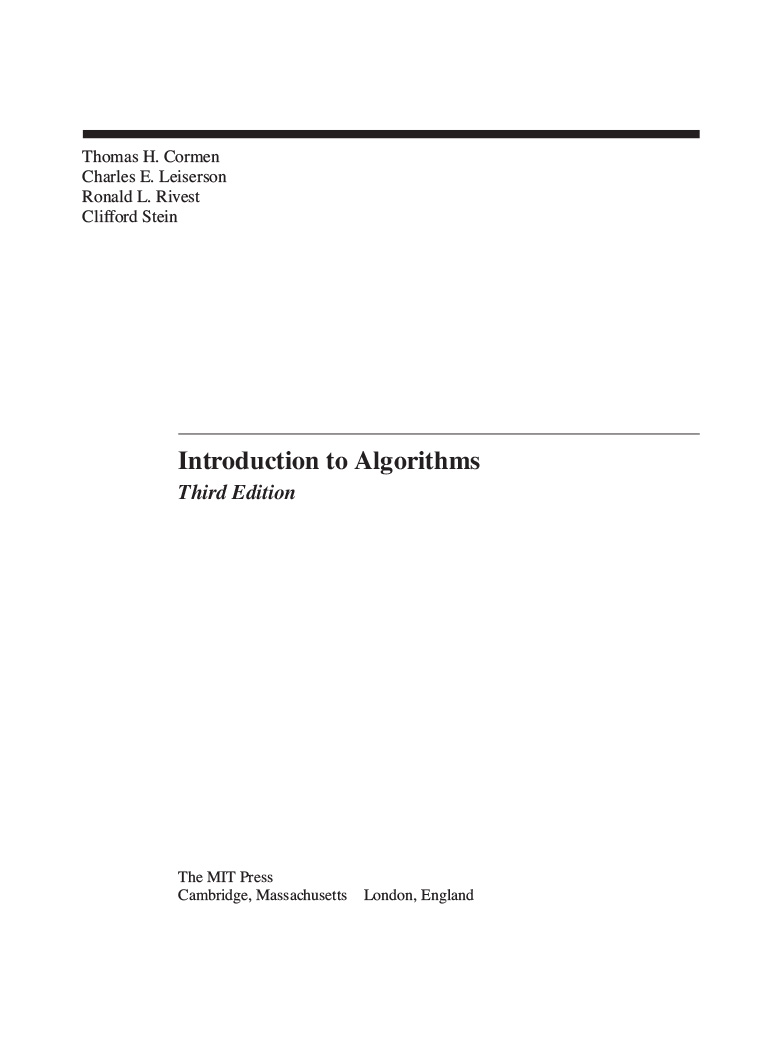 Thomas H. Cormen
Charles E. Leiserson
Ronald L. Rivest
Clifford Stein
Introduction to Algorithms
Third Edition
The MIT Press
Cambridge, Massachusetts London, England